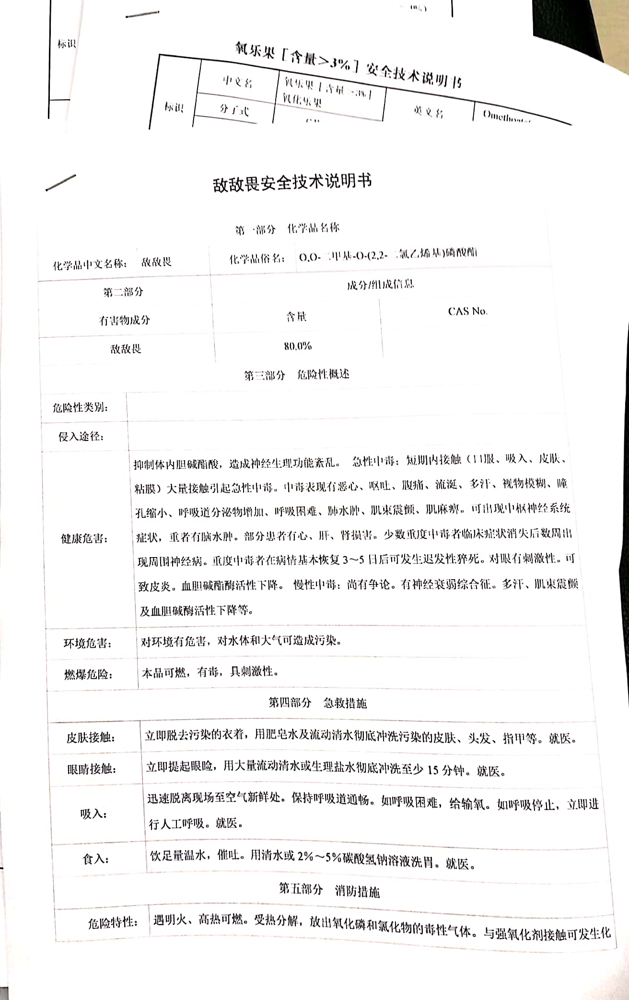 标识
氧乐果［含量＞3%］安全技术说明书
标识
中文名
氧乐果［含量＞3%］
氧化乐果
英文名
分子式
敌敌畏安全技术说明书
第一部分 化学品名称
化学品中文名称： 敌敌畏 化学品俗名： O,O-二甲基-O-(2,2-二氯乙烯基)磷酸酯
第二部分 成分/组成信息
有害物成分 含量 CAS No.
敌敌畏 80.0%
第三部分 危险性概述
危险性类别：
侵入途径：
健康危害：
抑制体内胆碱酯酸，造成神经生理功能紊乱。 急性中毒：短期内接触（口服、吸入、皮肤、
粘膜）大量接触引起急性中毒。中毒表现有恶心、呕吐、腹痛、流涎、多汗、视物模糊、瞳
孔缩小、呼吸道分泌物增加、呼吸困难、肺水肿、肌束震颤、肌麻痹。可出现中枢神经系统
症状，重者有脑水肿。部分患者有心、肝、肾损害。少数重度中毒者临床症状消失后数周出
现周围神经病。重度中毒者在病情基本恢复 3～5 日后可发生迟发性猝死。对眼有刺激性。可
致皮炎。血胆碱酯酶活性下降。 慢性中毒：尚有争论。有神经衰弱综合征。多汗、肌束震颤
及血胆碱酶活性下降等。
环境危害： 对环境有危害，对水体和大气可造成污染。
燃爆危险： 本品可燃，有毒，具刺激性。
第四部分 急救措施
皮肤接触： 立即脱去污染的衣着，用肥皂水及流动清水彻底冲洗污染的皮肤、头发、指甲等。就医。
眼睛接触： 立即提起眼睑，用大量流动清水或生理盐水彻底冲洗至少 15 分钟。就医。
吸入：
迅速脱离现场至空气新鲜处。保持呼吸道通畅。如呼吸困难，给输氧。如呼吸停止，立即进
行人工呼吸。就医。
食入： 饮足量温水，催吐。用清水或 2%～5%碳酸氢钠溶液洗胃。就医。
第五部分 消防措施
危险特性： 遇明火、高热可燃。受热分解，放出氧化磷和氯化物的毒性气体。与强氧化剂接触可发生化